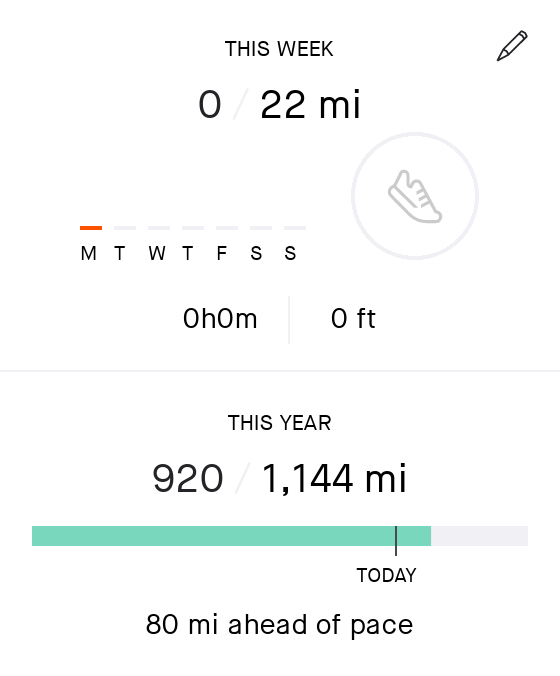 THIS WEEK
0 / 22 mi
M T W T F S S
0h0m 0 ft
THIS YEAR
920 / 1,144 mi
TODAY
80 mi ahead of pace